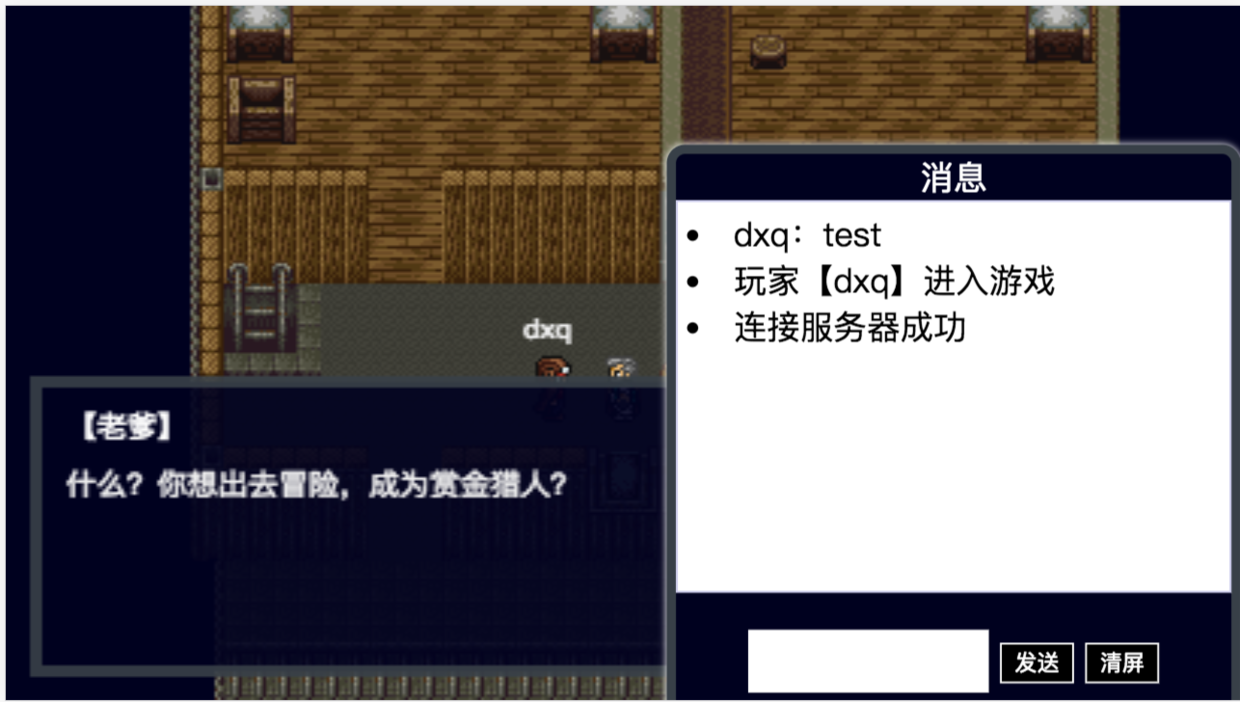 dxq
【老爹】
什么？你想出去冒险，成为赏金猎人？
消息
dxq：test
玩家【dxq】进入游戏
连接服务器成功
发送
清屏